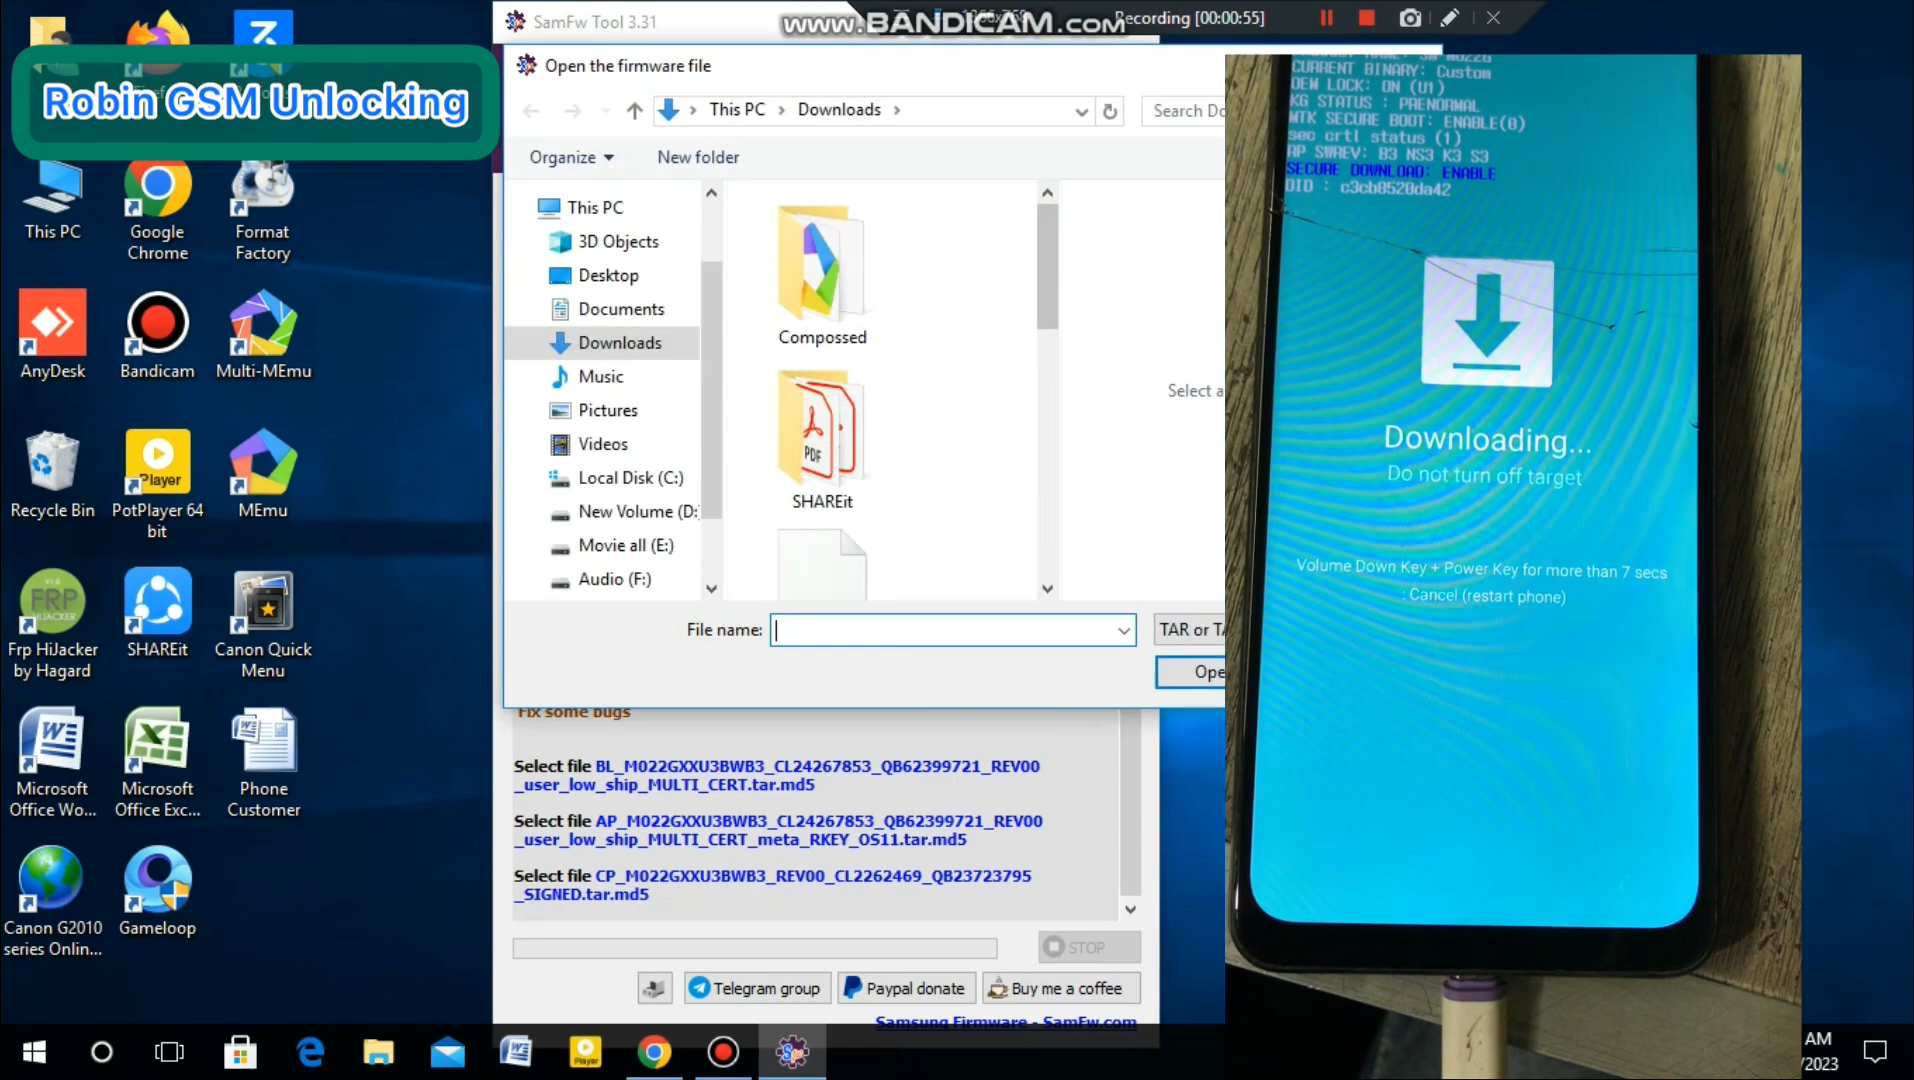 SamFw Tool 3.31
www.BANDICAM.com
Recording [00:00:55]
Robin GSM Unlocking
Open the firmware file
This PC
Downloads
Organize
New folder
This PC
3D Objects
Desktop
Documents
Downloads
Music
Pictures
Videos
Local Disk (C:)
New Volume (D:
Movie all (E:)
Audio (F:)
Compossed
SHAREit
Select a
File name:
TAR or TA
Ope
Fix some bugs
Select file BL_M022GXXU3BWB3_CL24267853_QB62399721_REV00
_user_low_ship_MULTI_CERT.tar.md5
Select file AP_M022GXXU3BWB3_CL24267853_QB62399721_REV00
_user_low_ship_MULTI_CERT_meta_RKEY_OS11.tar.md5
Select file CP_M022GXXU3BWB3_REV00_CL2262469_QB23723795
_SIGNED.tar.md5
STOP
Telegram group
Paypal donate
Buy me a coffee
Samsung Firmware - SamFw.com
This PC
Google
Chrome
Format
Factory
AnyDesk
Bandicam
Multi-MEmu
Recycle Bin
Player
PotPlayer 64
bit
MEmu
FRP
Frp HiJacker
by Hagard
SHAREit
Canon Quick
Menu
Microsoft
Office Wo...
Microsoft
Office Exc...
Phone
Customer
Canon G2010
series Onlin...
Gameloop
CURRENT BINARY: Custom
OEM LOCK: ON (U1)
KG STATUS : PRENORMAL
MTK SECURE BOOT: ENABLE(0)
sec crtl status (1)
AP SWREV: B3 NS3 K3 S3
SECURE DOWNLOAD: ENABLE
DID : c3cb8520da42
Downloading...
Do not turn off target
Volume Down Key + Power Key for more than 7 secs
: Cancel (restart phone)
AM
/2023